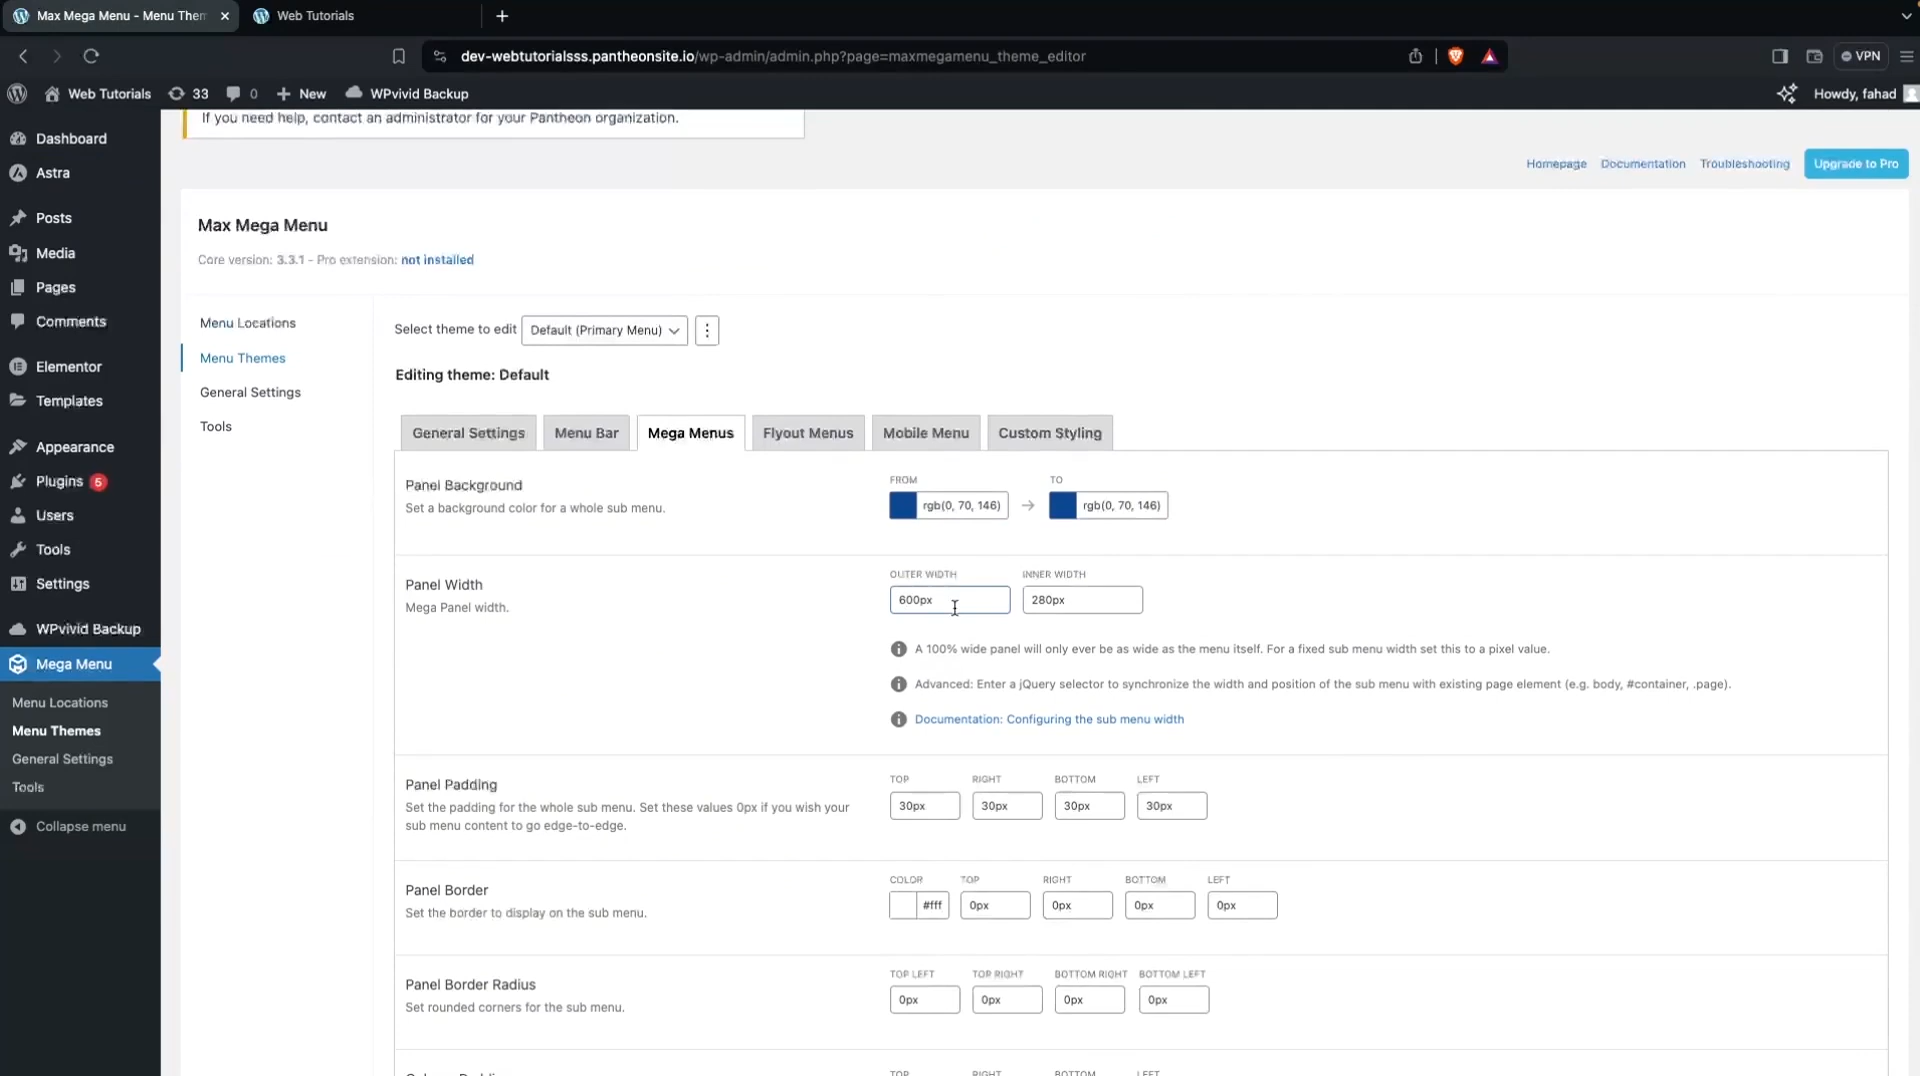 Max Mega Menu - Menu Them
Web Tutorials
dev-webtutorialsss.pantheonsite.io/wp-admin/admin.php?page=maxmegamenu_theme_editor
VPN
Web Tutorials
33
0
New
WPvivid Backup
Howdy, fahad
Dashboard
Astra
Posts
Media
Pages
Comments
Elementor
Templates
Appearance
Plugins 5
Users
Tools
Settings
WPvivid Backup
Mega Menu
Menu Locations
Menu Themes
General Settings
Tools
Collapse menu
If you need help, contact an administrator for your Pantheon organization.
Homepage
Documentation
Troubleshooting
Upgrade to Pro
Max Mega Menu
Core version: 3.3.1 - Pro extension: not installed
Menu Locations
Menu Themes
General Settings
Tools
Select theme to edit Default (Primary Menu)
Editing theme: Default
General Settings
Menu Bar
Mega Menus
Flyout Menus
Mobile Menu
Custom Styling
Panel Background
Set a background color for a whole sub menu.
FROM TO
rgb(0, 70, 146) rgb(0, 70, 146)
Panel Width
Mega Panel width.
OUTER WIDTH INNER WIDTH
600px 280px
A 100% wide panel will only ever be as wide as the menu itself. For a fixed sub menu width set this to a pixel value.
Advanced: Enter a jQuery selector to synchronize the width and position of the sub menu with existing page element (e.g. body, #container, .page).
Documentation: Configuring the sub menu width
Panel Padding
Set the padding for the whole sub menu. Set these values 0px if you wish your
sub menu content to go edge-to-edge.
TOP RIGHT BOTTOM LEFT
30px 30px 30px 30px
Panel Border
Set the border to display on the sub menu.
COLOR TOP RIGHT BOTTOM LEFT
#fff 0px 0px 0px 0px
Panel Border Radius
Set rounded corners for the sub menu.
TOP LEFT TOP RIGHT BOTTOM RIGHT BOTTOM LEFT
0px 0px 0px 0px
TOP RIGHT BOTTOM LEFT